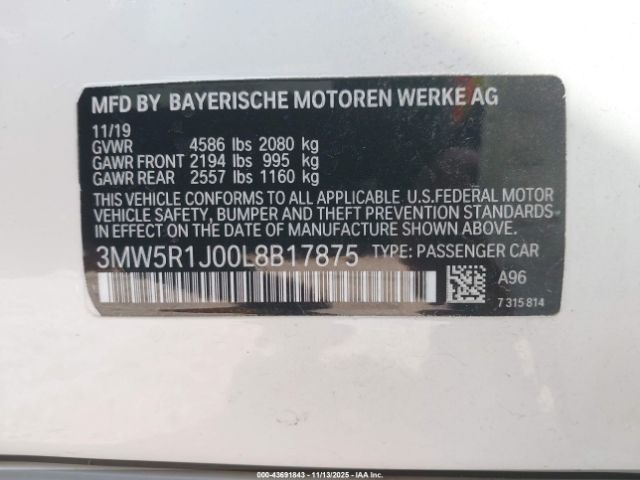 MFD BY BAYERISCHE MOTOREN WERKE AG
11/19
GVWR 4586 lbs 2080 kg
GAWR FRONT 2194 lbs 995 kg
GAWR REAR 2557 lbs 1160 kg
THIS VEHICLE CONFORMS TO ALL APPLICABLE U.S.FEDERAL MOTOR
VEHICLE SAFETY, BUMPER AND THEFT PREVENTION STANDARDS
IN EFFECT ON THE DATE OF MANUFACTURE SHOWN ABOVE.
3MW5R1J00L8B17875 TYPE: PASSENGER CAR
A96
7 315 814
000-43691843 - 11/13/2025 - IAA Inc. (C)